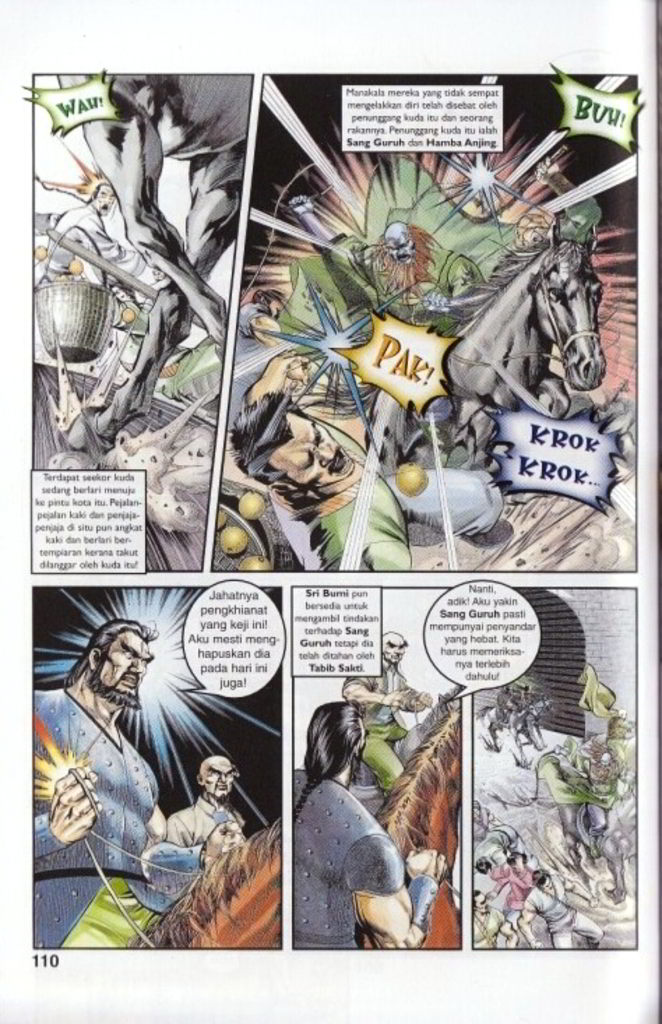 WAH!
Terdapat seekor kuda
sedang berlari menuju
ke pintu kota itu. Pejalan-
pejalan kaki dan penjaja-
penjaja di situ pun angkat
kaki dan berlari ber-
tempiaran kerana takut
dilanggar oleh kuda itu!
Manakala mereka yang tidak sempat
mengelakkan diri telah disebat oleh
penunggang kuda itu dan seorang
rakannya. Penunggang kuda itu ialah
Sang Guruh dan Hamba Anjing.
BUH!
PAK!
KROK
KROK...
Jahatnya
pengkhianat
yang keji ini!
Aku mesti meng-
hapuskan dia
pada hari ini
juga!
Sri Bumi pun
bersedia untuk
mengambil tindakan
terhadap Sang
Guruh tetapi dia
telah ditahan oleh
Tabib Sakti.
Nanti,
adik! Aku yakin
Sang Guruh pasti
mempunyai penyandar
yang hebat. Kita
harus memeriksa-
nya terlebih
dahulu!
110